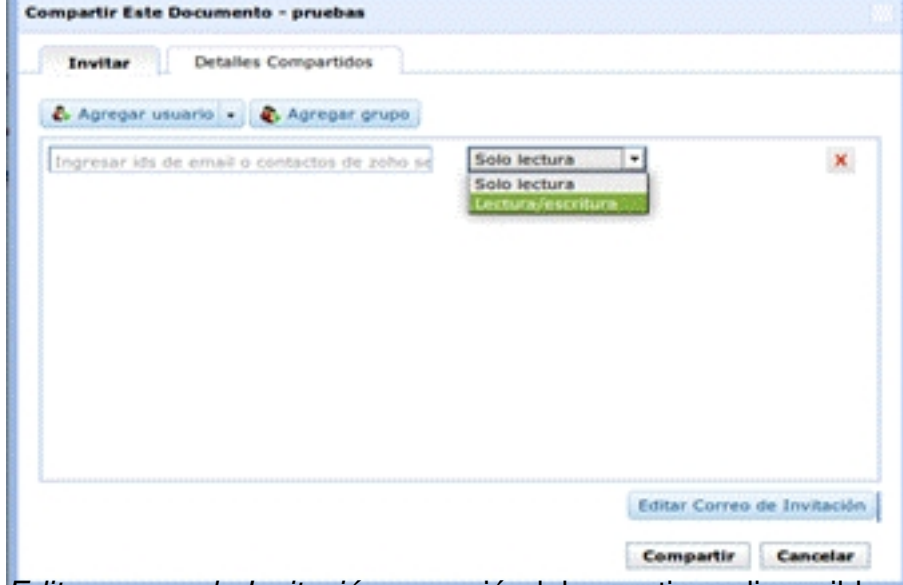 Compartir Este Documento - pruebas
Invitar Detalles Compartidos
Agregar usuario Agregar grupo
Ingresar ids de email o contactos de zoho se Solo lectura
Solo lectura
Lectura/escritura
Editar Correo de Invitación
Compartir Cancelar